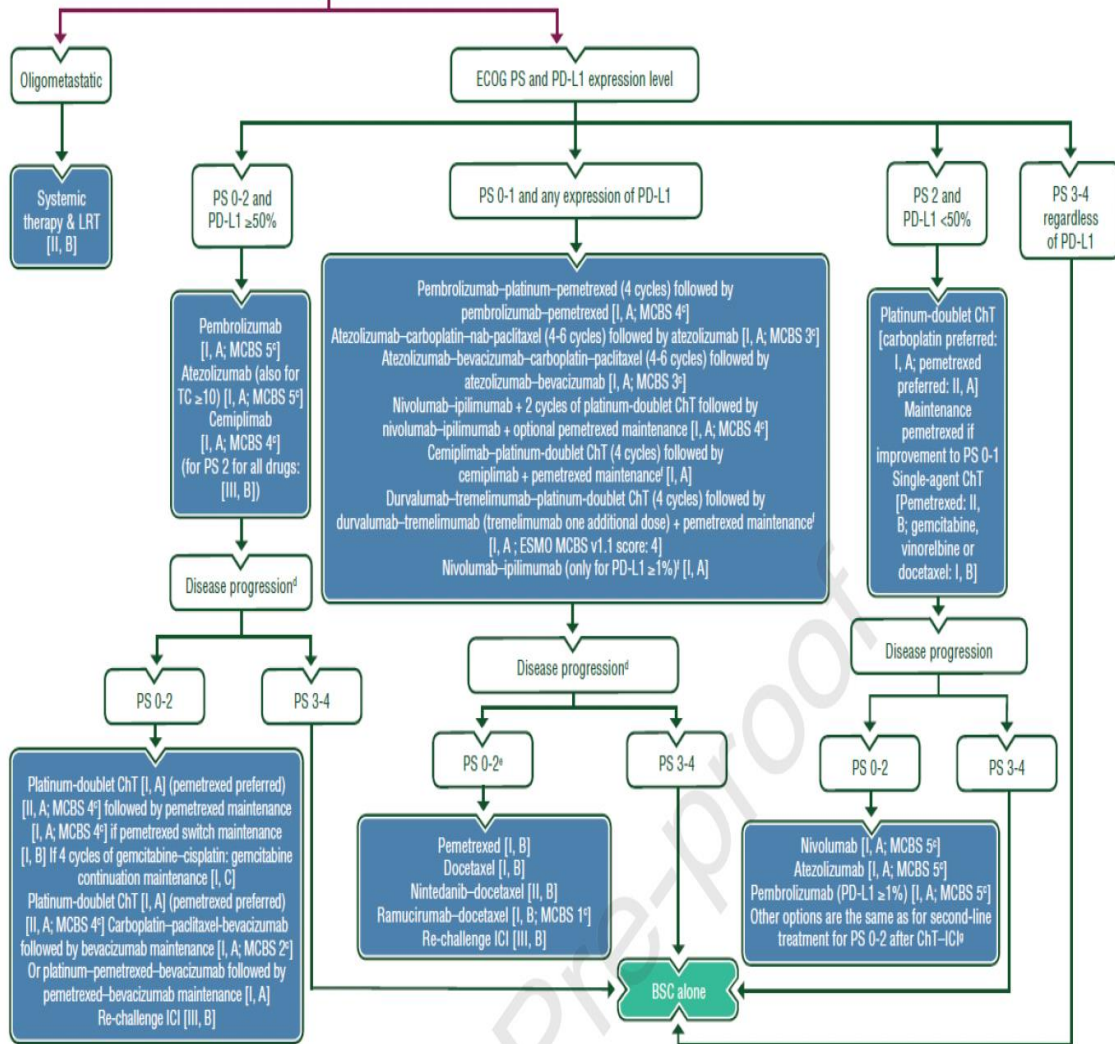 Oligometastatic
ECOG PS and PD-L1 expression level
Systemic
therapy & LRT
[II, B]
PS 0-2 and
PD-L1 ≥50%
PS 0-1 and any expression of PD-L1
PS 2 and
PD-L1 <50%
PS 3-4
regardless
of PD-L1
Pembrolizumab
[I, A; MCBS 5ᶜ]
Atezolizumab (also for
TC ≥10) [I, A; MCBS 5ᶜ]
Cemiplimab
[I, A; MCBS 4ᶜ]
(for PS 2 for all drugs:
[III, B])
Pembrolizumab–platinum–pemetrexed (4 cycles) followed by
pembrolizumab–pemetrexed [I, A; MCBS 4ᶜ]
Atezolizumab–carboplatin–nab-paclitaxel (4-6 cycles) followed by atezolizumab [I, A; MCBS 3ᶜ]
Atezolizumab–bevacizumab–carboplatin–paclitaxel (4-6 cycles) followed by
atezolizumab–bevacizumab [I, A; MCBS 3ᶜ]
Nivolumab–ipilimumab + 2 cycles of platinum-doublet ChT followed by
nivolumab–ipilimumab + optional pemetrexed maintenance [I, A; MCBS 4ᶜ]
Cemiplimab–platinum-doublet ChT (4 cycles) followed by
cemiplimab + pemetrexed maintenanceᶠ [I, A]
Durvalumab–tremelimumab–platinum-doublet ChT (4 cycles) followed by
durvalumab–tremelimumab (tremelimumab one additional dose) + pemetrexed maintenanceᶠ
[I, A ; ESMO MCBS v1.1 score: 4]
Nivolumab–ipilimumab (only for PD-L1 ≥1%)ᶠ [I, A]
Platinum-doublet ChT
[carboplatin preferred:
I, A; pemetrexed
preferred: II, A]
Maintenance
pemetrexed if
improvement to PS 0-1
Single-agent ChT
[Pemetrexed: II,
B; gemcitabine,
vinorelbine or
docetaxel: I, B]
Disease progressionᵈ
Disease progressionᵈ
Disease progression
PS 0-2
PS 3-4
PS 0-2ᵉ
PS 3-4
PS 0-2
PS 3-4
Platinum-doublet ChT [I, A] (pemetrexed preferred)
[II, A; MCBS 4ᶜ] followed by pemetrexed maintenance
[I, A; MCBS 4ᶜ] if pemetrexed switch maintenance
[I, B] If 4 cycles of gemcitabine–cisplatin: gemcitabine
continuation maintenance [I, C]
Platinum-doublet ChT [I, A] (pemetrexed preferred)
[II, A; MCBS 4ᶜ] Carboplatin–paclitaxel-bevacizumab
followed by bevacizumab maintenance [I, A; MCBS 2ᶜ]
Or platinum–pemetrexed–bevacizumab followed by
pemetrexed–bevacizumab maintenance [I, A]
Re-challenge ICI [III, B]
Pemetrexed [I, B]
Docetaxel [I, B]
Nintedanib–docetaxel [II, B]
Ramucirumab–docetaxel [I, B; MCBS 1ᶜ]
Re-challenge ICI [III, B]
Nivolumab [I, A; MCBS 5ᶜ]
Atezolizumab [I, A; MCBS 5ᶜ]
Pembrolizumab (PD-L1 ≥1%) [I, A; MCBS 5ᶜ]
Other options are the same as for second-line
treatment for PS 0-2 after ChT–ICIᵍ
BSC alone
Pre-proof